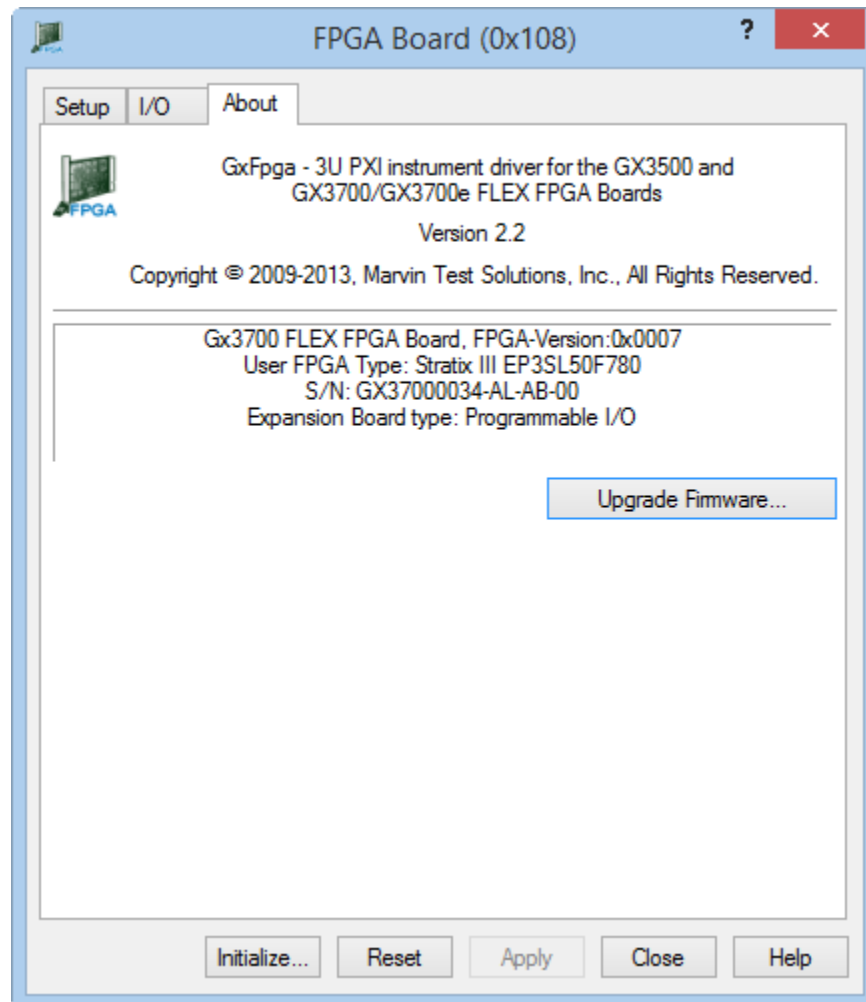 FPGA Board (0x108)
?
×
Setup
I/O
About
FPGA
GxFpga - 3U PXI instrument driver for the GX3500 and
GX3700/GX3700e FLEX FPGA Boards
Version 2.2
Copyright © 2009-2013, Marvin Test Solutions, Inc., All Rights Reserved.
Gx3700 FLEX FPGA Board, FPGA-Version:0x0007
User FPGA Type: Stratix III EP3SL50F780
S/N: GX37000034-AL-AB-00
Expansion Board type: Programmable I/O
Upgrade Firmware...
Initialize...
Reset
Apply
Close
Help